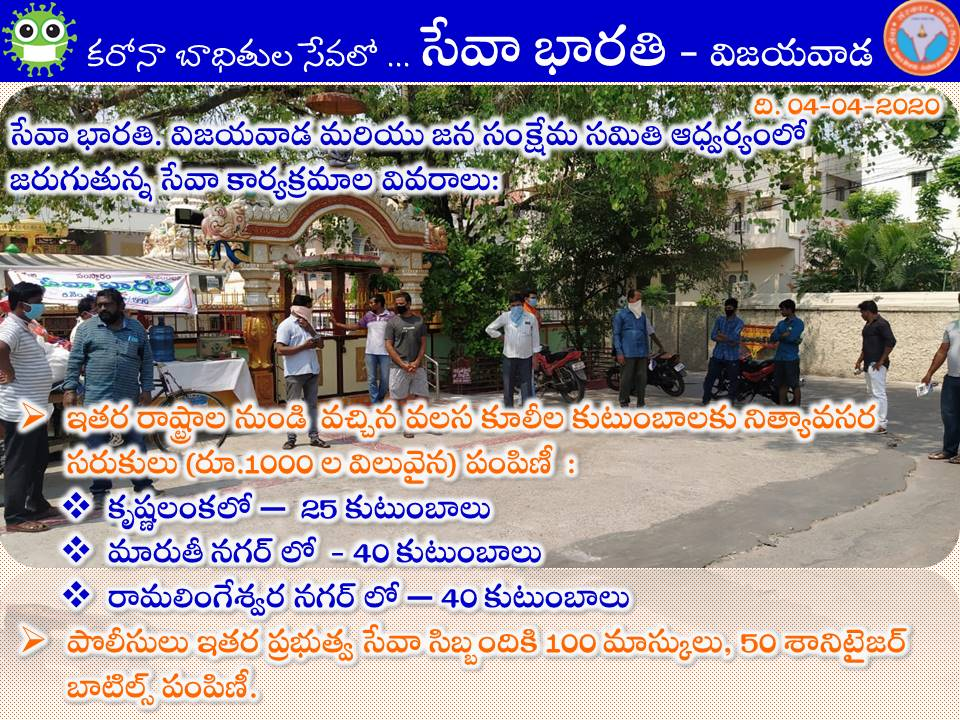 కరోనా బాధితుల సేవలో ... సేవా భారతి - విజయవాడ
ది. 04-04-2020
సేవా భారతి. విజయవాడ మరియు జన సంక్షేమ సమితి ఆధ్వర్యంలో
జరుగుతున్న సేవా కార్యక్రమాల వివరాలు:
సేవా భారతి
➢ ఇతర రాష్ట్రాల నుండి వచ్చిన వలస కూలీల కుటుంబాలకు నిత్యావసర
సరుకులు (రూ.1000 ల విలువైన) పంపిణీ :
❖ కృష్ణలంకలో – 25 కుటుంబాలు
❖ మారుతీ నగర్ లో - 40 కుటుంబాలు
❖ రామలింగేశ్వర నగర్ లో – 40 కుటుంబాలు
➢ పొలీసులు ఇతర ప్రభుత్వ సేవా సిబ్బందికి 100 మాస్కులు, 50 శానిటైజర్
బాటిల్స్ పంపిణీ.